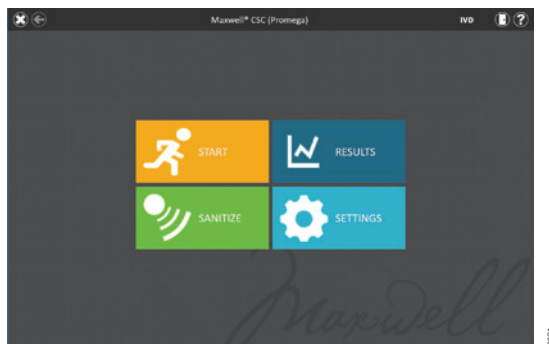 Maxwell® CSC (Promega)
IVD
?
START
RESULTS
SANITIZE
SETTINGS
Maxwell